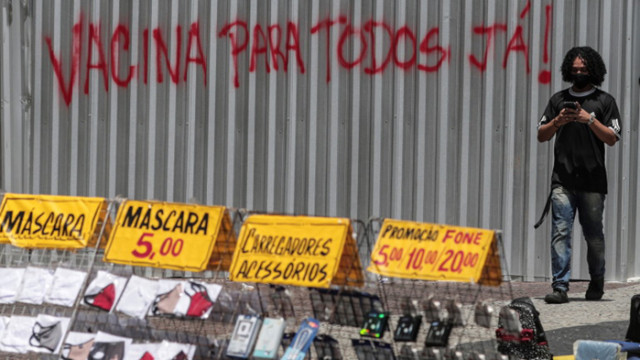 VACINA PARA TODOS JÁ!
MÁSCARA
MÁSCARA
5,00
CARREGADORES
ACESSÓRIOS
PROMOÇÃO FONE
5,00 10,00 20,00